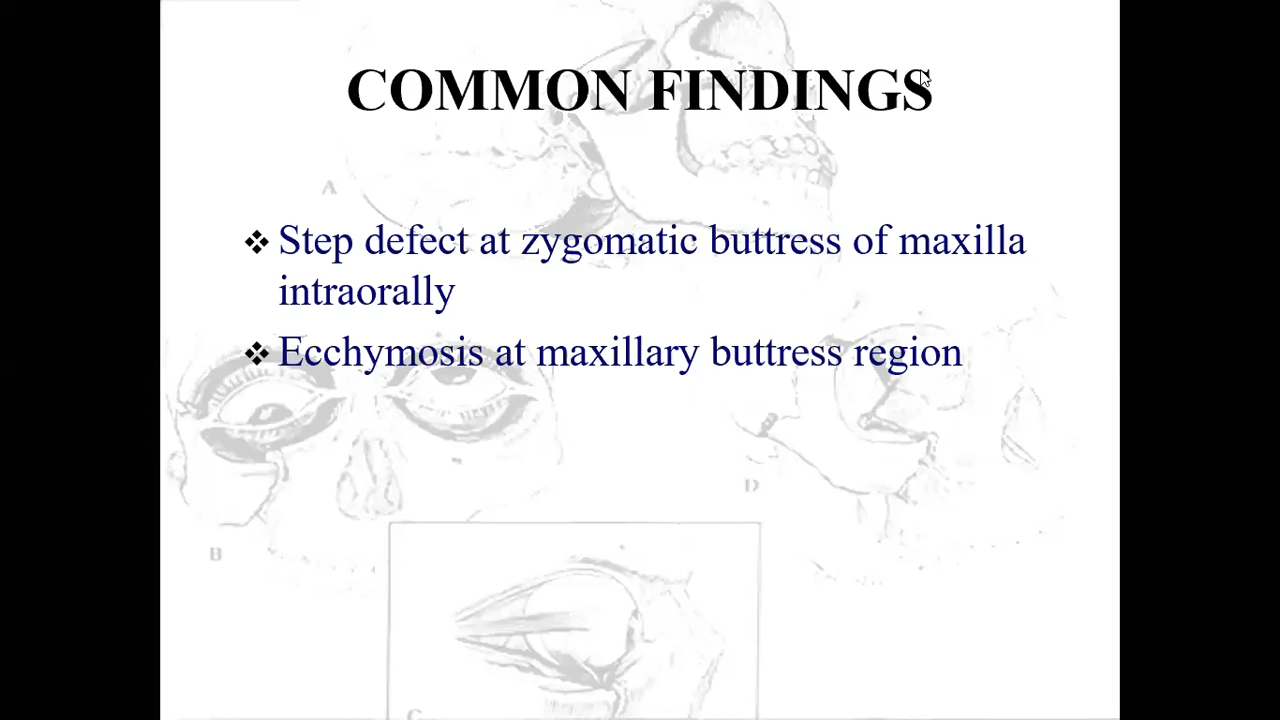 COMMON FINDINGS
A
❖ Step defect at zygomatic buttress of maxilla
intraorally
❖ Ecchymosis at maxillary buttress region
D
B
C